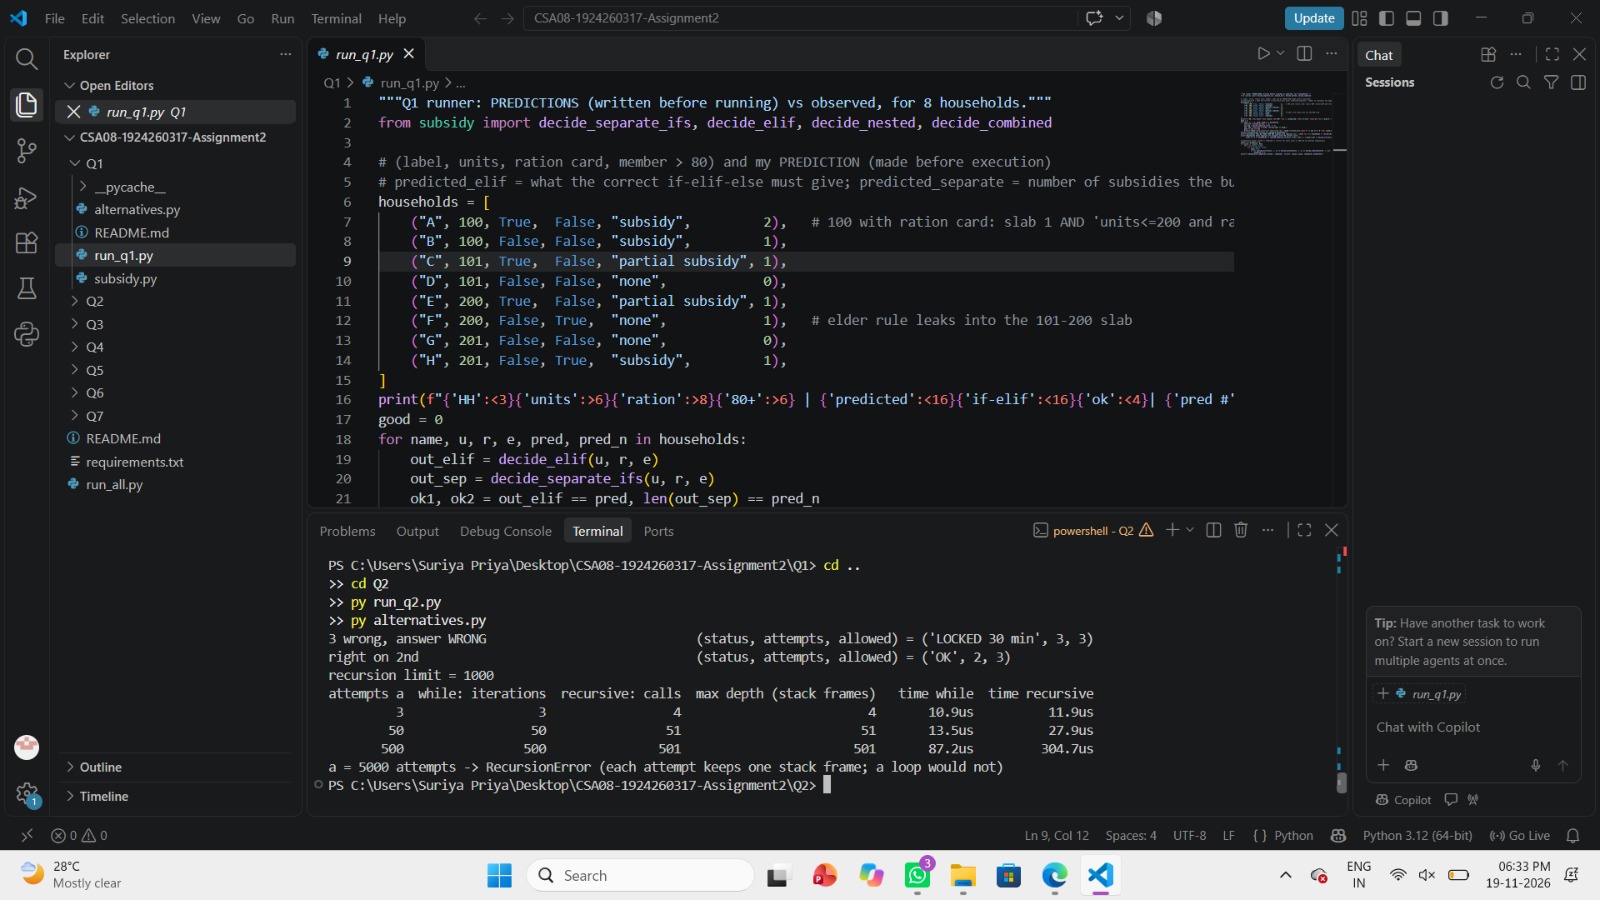 File Edit Selection View Go Run Terminal Help
CSA08-1924260317-Assignment2
Update
Explorer
Open Editors
run_q1.py Q1
CSA08-1924260317-Assignment2
Q1
__pycache__
alternatives.py
README.md
run_q1.py
subsidy.py
Q2
Q3
Q4
Q5
Q6
Q7
README.md
requirements.txt
run_all.py
Outline
Timeline
run_q1.py
Q1 > run_q1.py > ...
1 """Q1 runner: PREDICTIONS (written before running) vs observed, for 8 households."""
2 from subsidy import decide_separate_ifs, decide_elif, decide_nested, decide_combined
3
4 # (label, units, ration card, member > 80) and my PREDICTION (made before execution)
5 # predicted_elif = what the correct if-elif-else must give; predicted_separate = number of subsidies the bu
6 households = [
7 ("A", 100, True, False, "subsidy", 2), # 100 with ration card: slab 1 AND 'units<=200 and ra
8 ("B", 100, False, False, "subsidy", 1),
9 ("C", 101, True, False, "partial subsidy", 1),
10 ("D", 101, False, False, "none", 0),
11 ("E", 200, True, False, "partial subsidy", 1),
12 ("F", 200, False, True, "none", 1), # elder rule leaks into the 101-200 slab
13 ("G", 201, False, False, "none", 0),
14 ("H", 201, False, True, "subsidy", 1),
15 ]
16 print(f"{'HH':<3}{'units':>6}{'ration':>8}{'80+':>6} | {'predicted':<16}{'if-elif':<16}{'ok':<4}| {'pred #'
17 good = 0
18 for name, u, r, e, pred, pred_n in households:
19 out_elif = decide_elif(u, r, e)
20 out_sep = decide_separate_ifs(u, r, e)
21 ok1, ok2 = out_elif == pred, len(out_sep) == pred_n
Problems Output Debug Console Terminal Ports
powershell - Q2
PS C:\Users\Suriya Priya\Desktop\CSA08-1924260317-Assignment2\Q1> cd ..
>> cd Q2
>> py run_q2.py
>> py alternatives.py
3 wrong, answer WRONG (status, attempts, allowed) = ('LOCKED 30 min', 3, 3)
right on 2nd (status, attempts, allowed) = ('OK', 2, 3)
recursion limit = 1000
attempts a while: iterations recursive: calls max depth (stack frames) time while time recursive
3 3 4 4 10.9us 11.9us
50 50 51 51 13.5us 27.9us
500 500 501 501 87.2us 304.7us
a = 5000 attempts -> RecursionError (each attempt keeps one stack frame; a loop would not)
PS C:\Users\Suriya Priya\Desktop\CSA08-1924260317-Assignment2\Q2>
Chat
Sessions
Tip: Have another task to work
on? Start a new session to run
multiple agents at once.
run_q1.py
Chat with Copilot
Copilot
1
0 0
Ln 9, Col 12 Spaces: 4 UTF-8 LF { } Python Python 3.12 (64-bit) Go Live
28°C
Mostly clear
Search
3
ENG
IN
06:33 PM
19-11-2026